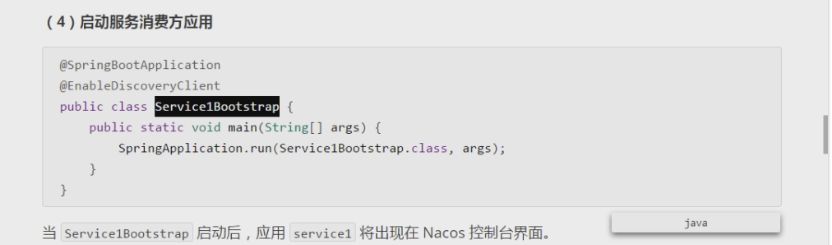 （4）启动服务消费方应用
@SpringBootApplication
@EnableDiscoveryClient
public class Service1Bootstrap {
    public static void main(String[] args) {
        SpringApplication.run(Service1Bootstrap.class, args);
    }
}
当 Service1Bootstrap 启动后，应用 service1 将出现在 Nacos 控制台界面。
java